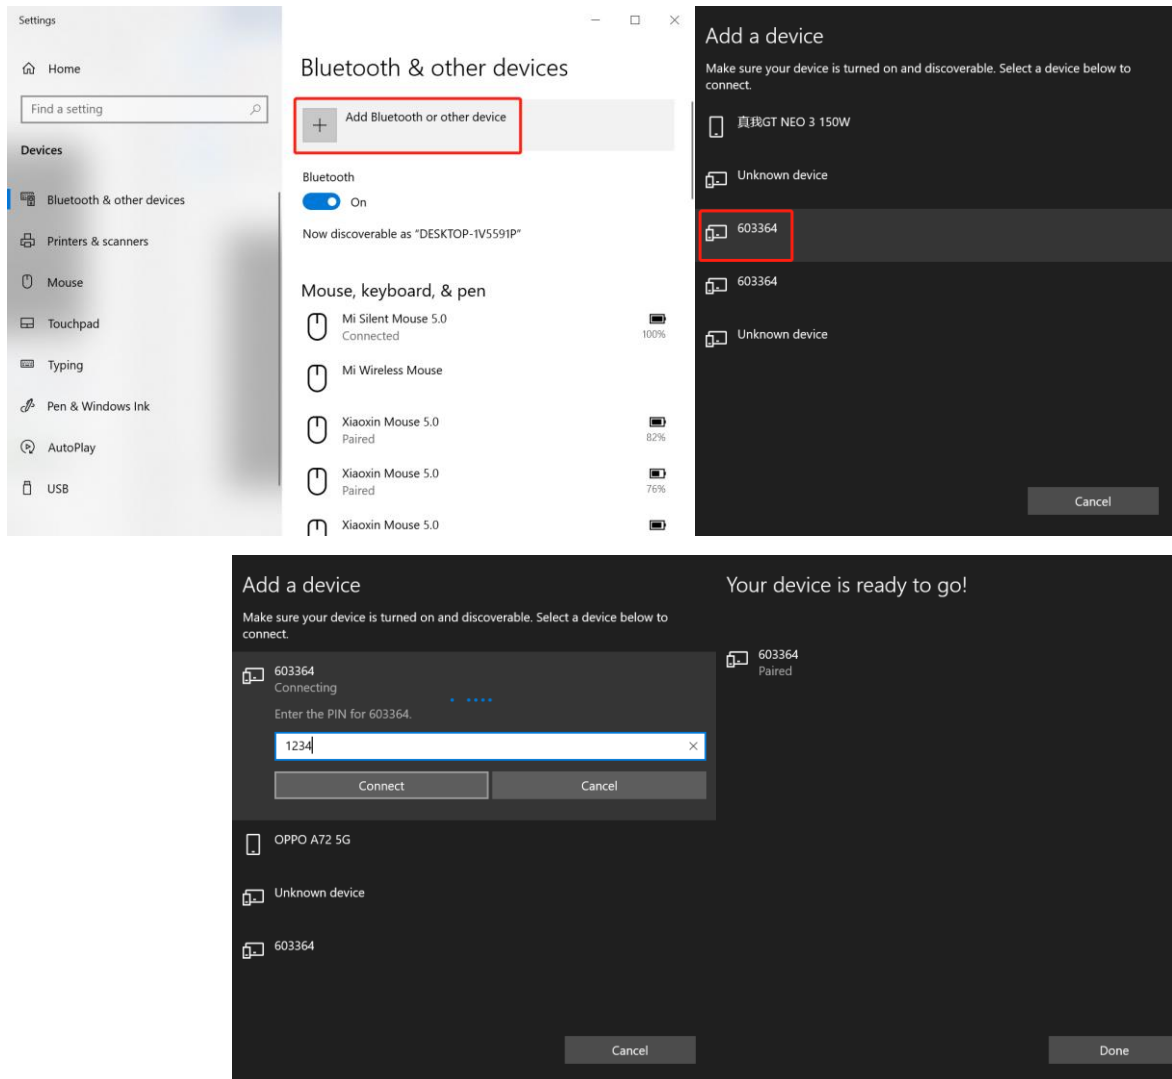 Settings
Home
Find a setting
Devices
Bluetooth & other devices
Printers & scanners
Mouse
Touchpad
Typing
Pen & Windows Ink
AutoPlay
USB
Bluetooth & other devices
Add Bluetooth or other device
Bluetooth
On
Now discoverable as “DESKTOP-1V5591P”
Mouse, keyboard, & pen
Mi Silent Mouse 5.0
Connected
100%
Mi Wireless Mouse
Xiaoxin Mouse 5.0
Paired
82%
Xiaoxin Mouse 5.0
Paired
76%
Xiaoxin Mouse 5.0
Add a device
Make sure your device is turned on and discoverable. Select a device below to
connect.
真我GT NEO 3 150W
Unknown device
603364
603364
Unknown device
Cancel
Add a device
Make sure your device is turned on and discoverable. Select a device below to
connect.
603364
Connecting
Enter the PIN for 603364.
1234
Connect
Cancel
OPPO A72 5G
Unknown device
603364
Cancel
Your device is ready to go!
603364
Paired
Done